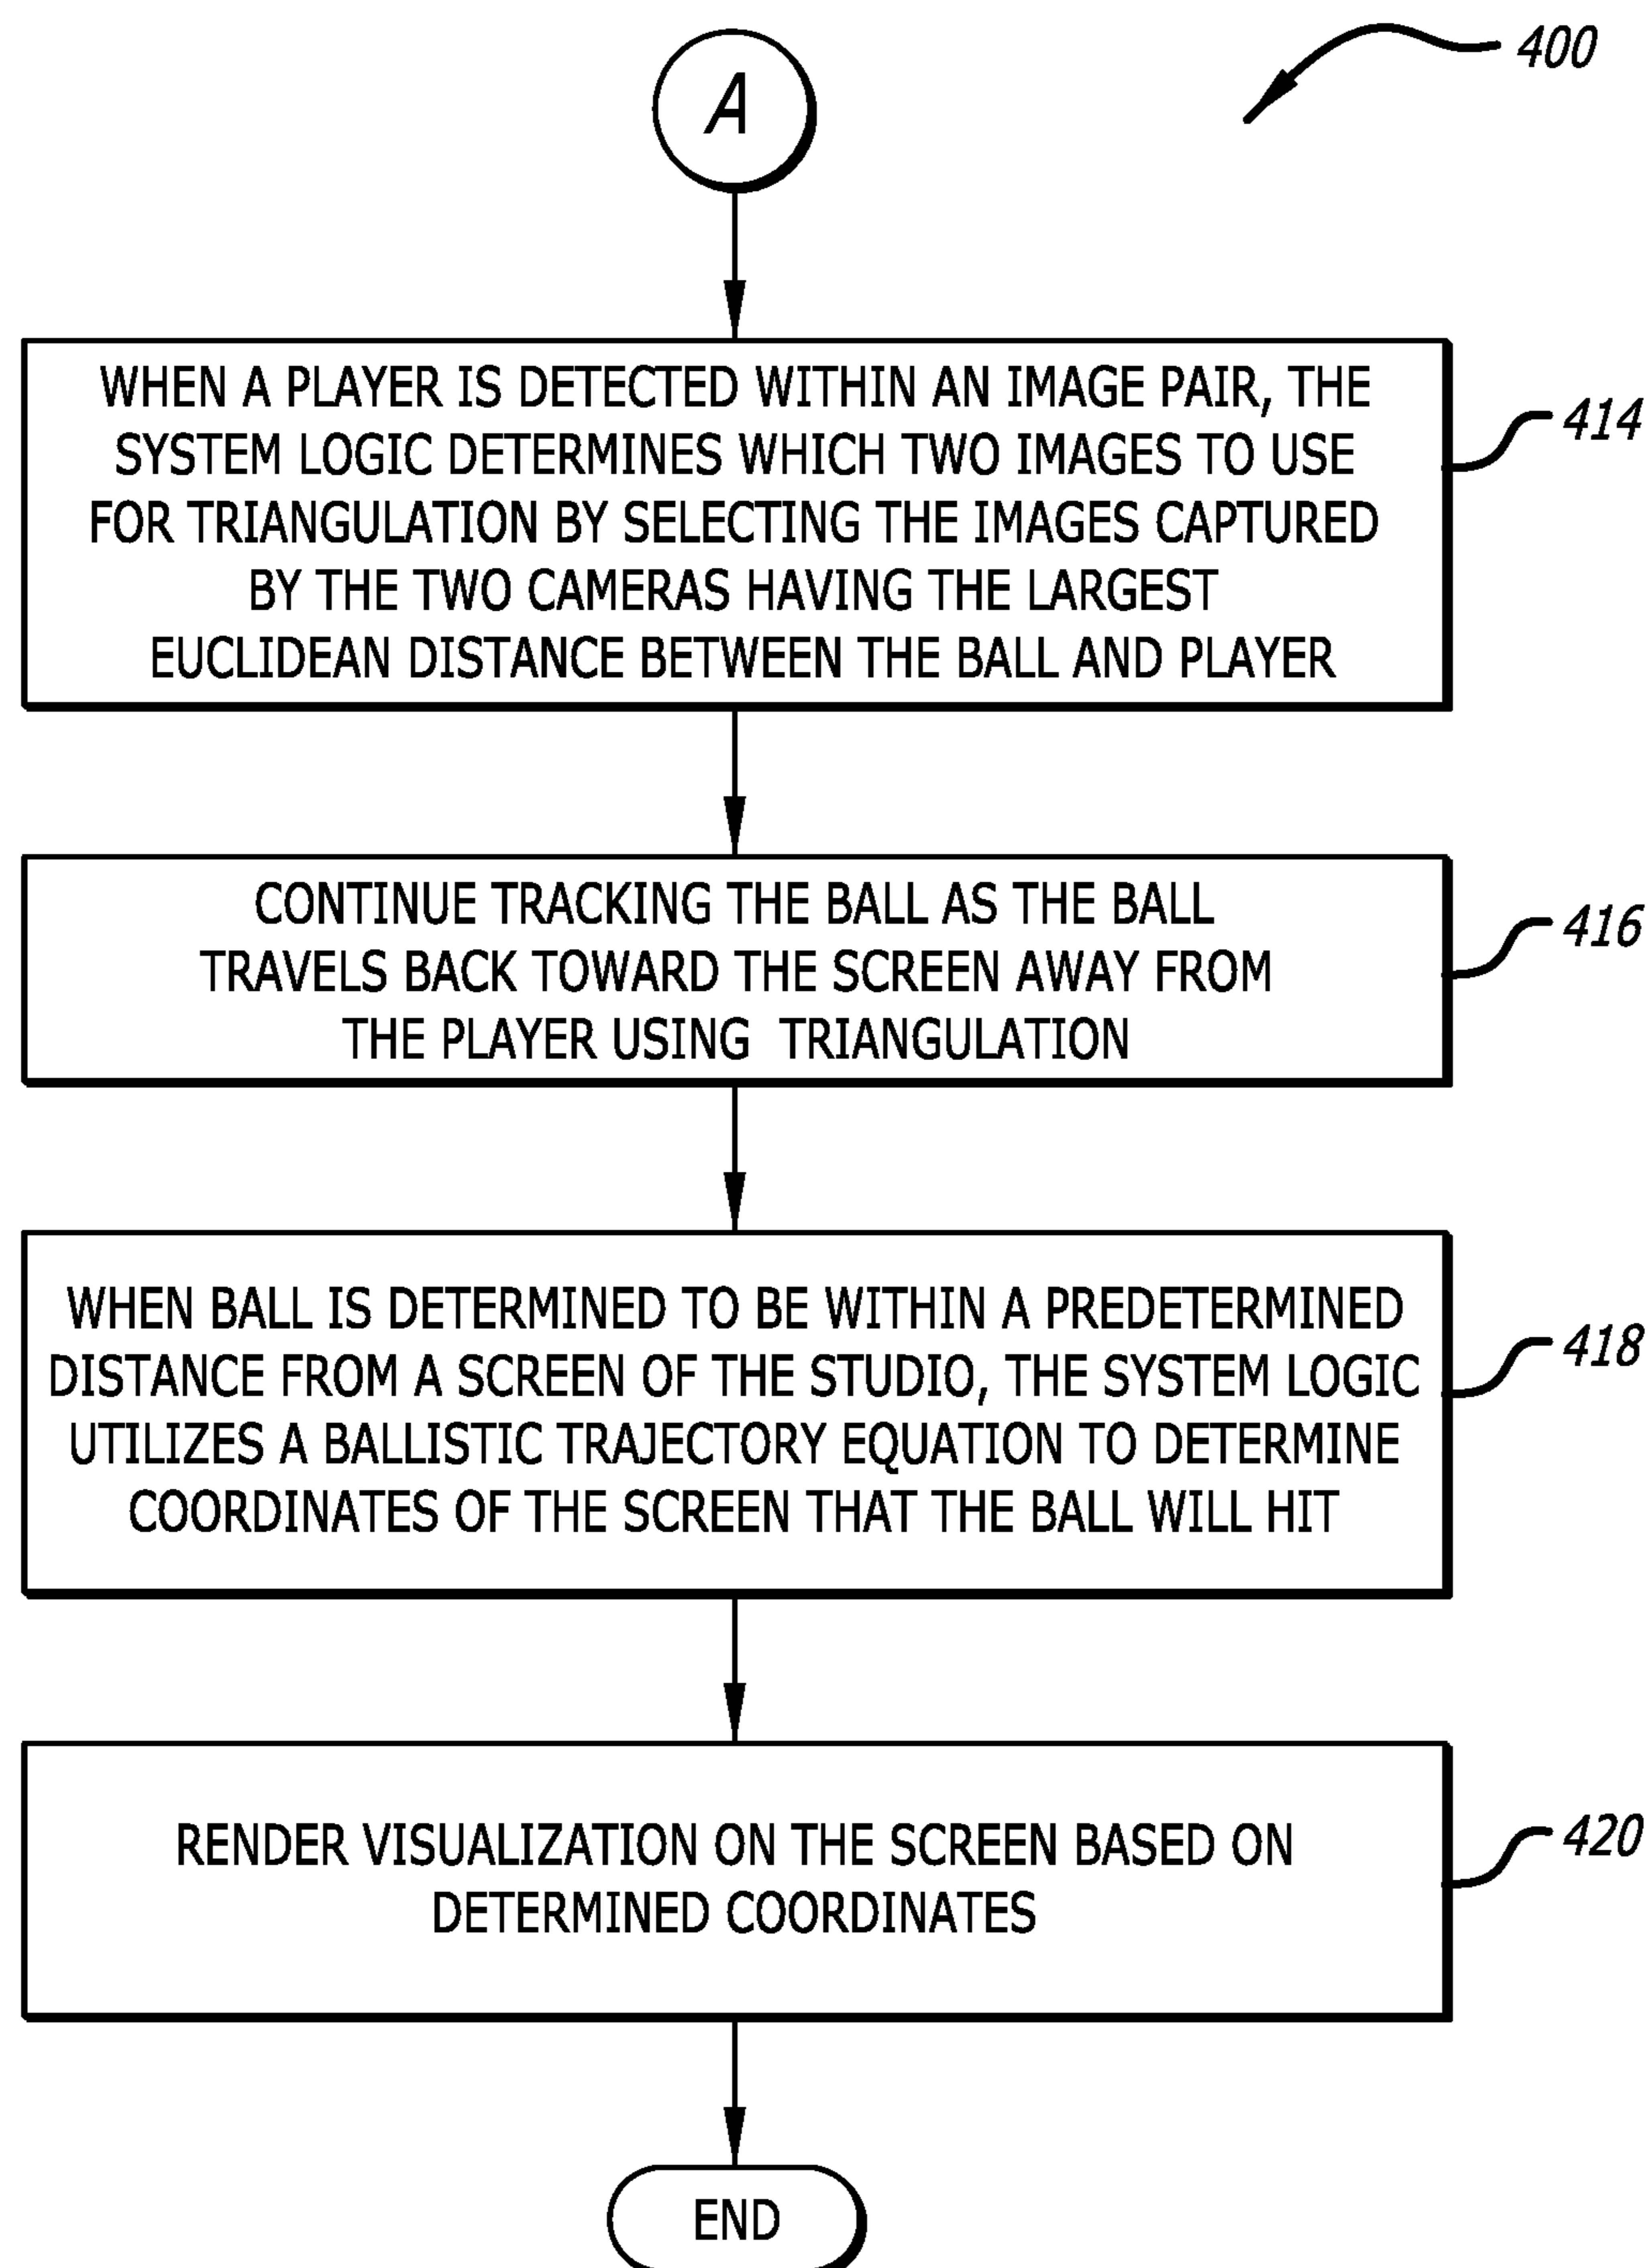 400
A
WHEN A PLAYER IS DETECTED WITHIN AN IMAGE PAIR, THE
SYSTEM LOGIC DETERMINES WHICH TWO IMAGES TO USE
FOR TRIANGULATION BY SELECTING THE IMAGES CAPTURED
BY THE TWO CAMERAS HAVING THE LARGEST
EUCLIDEAN DISTANCE BETWEEN THE BALL AND PLAYER
414
CONTINUE TRACKING THE BALL AS THE BALL
TRAVELS BACK TOWARD THE SCREEN AWAY FROM
THE PLAYER USING TRIANGULATION
416
WHEN BALL IS DETERMINED TO BE WITHIN A PREDETERMINED
DISTANCE FROM A SCREEN OF THE STUDIO, THE SYSTEM LOGIC
UTILIZES A BALLISTIC TRAJECTORY EQUATION TO DETERMINE
COORDINATES OF THE SCREEN THAT THE BALL WILL HIT
418
RENDER VISUALIZATION ON THE SCREEN BASED ON
DETERMINED COORDINATES
420
END